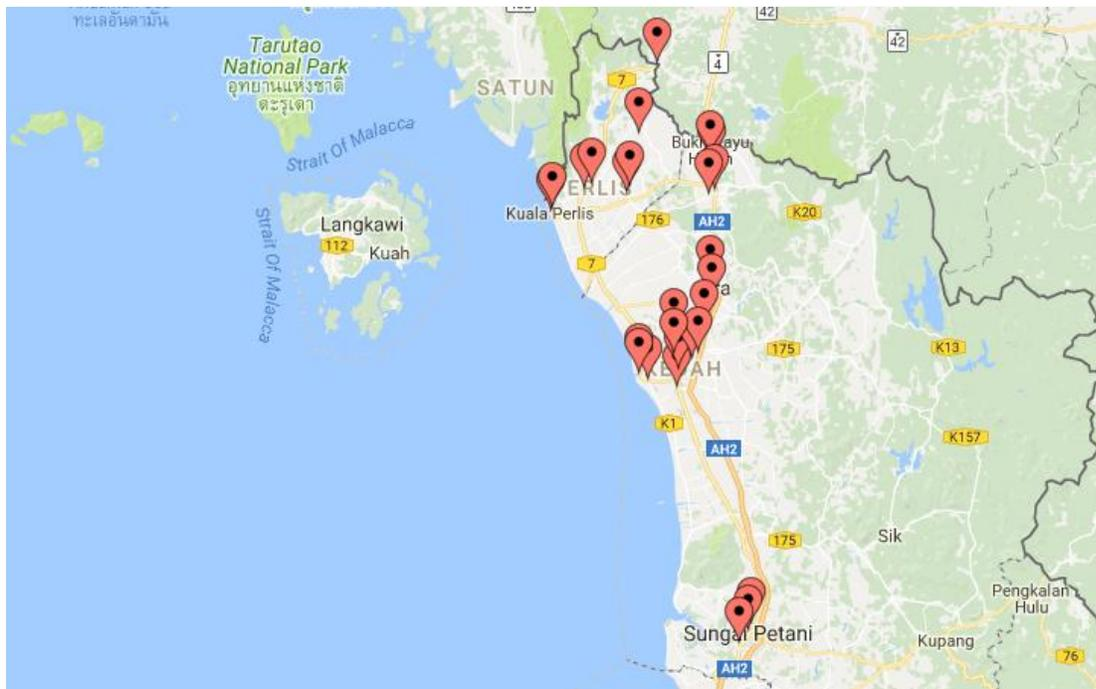 ทะเลอันดามัน
Tarutao
National Park
อุทยานแห่งชาติ
ตะรุเตา
42
42
4
SATUN
7
Strait Of Malacca
PERLIS
Kuala Perlis
176
AH2
K20
Langkawi
112
Kuah
Strait Of Malacca
7
175
K13
KEDAH
K1
AH2
K157
175
Sik
Pengkalan
Hulu
Sungai Petani
Kupang
76
AH2